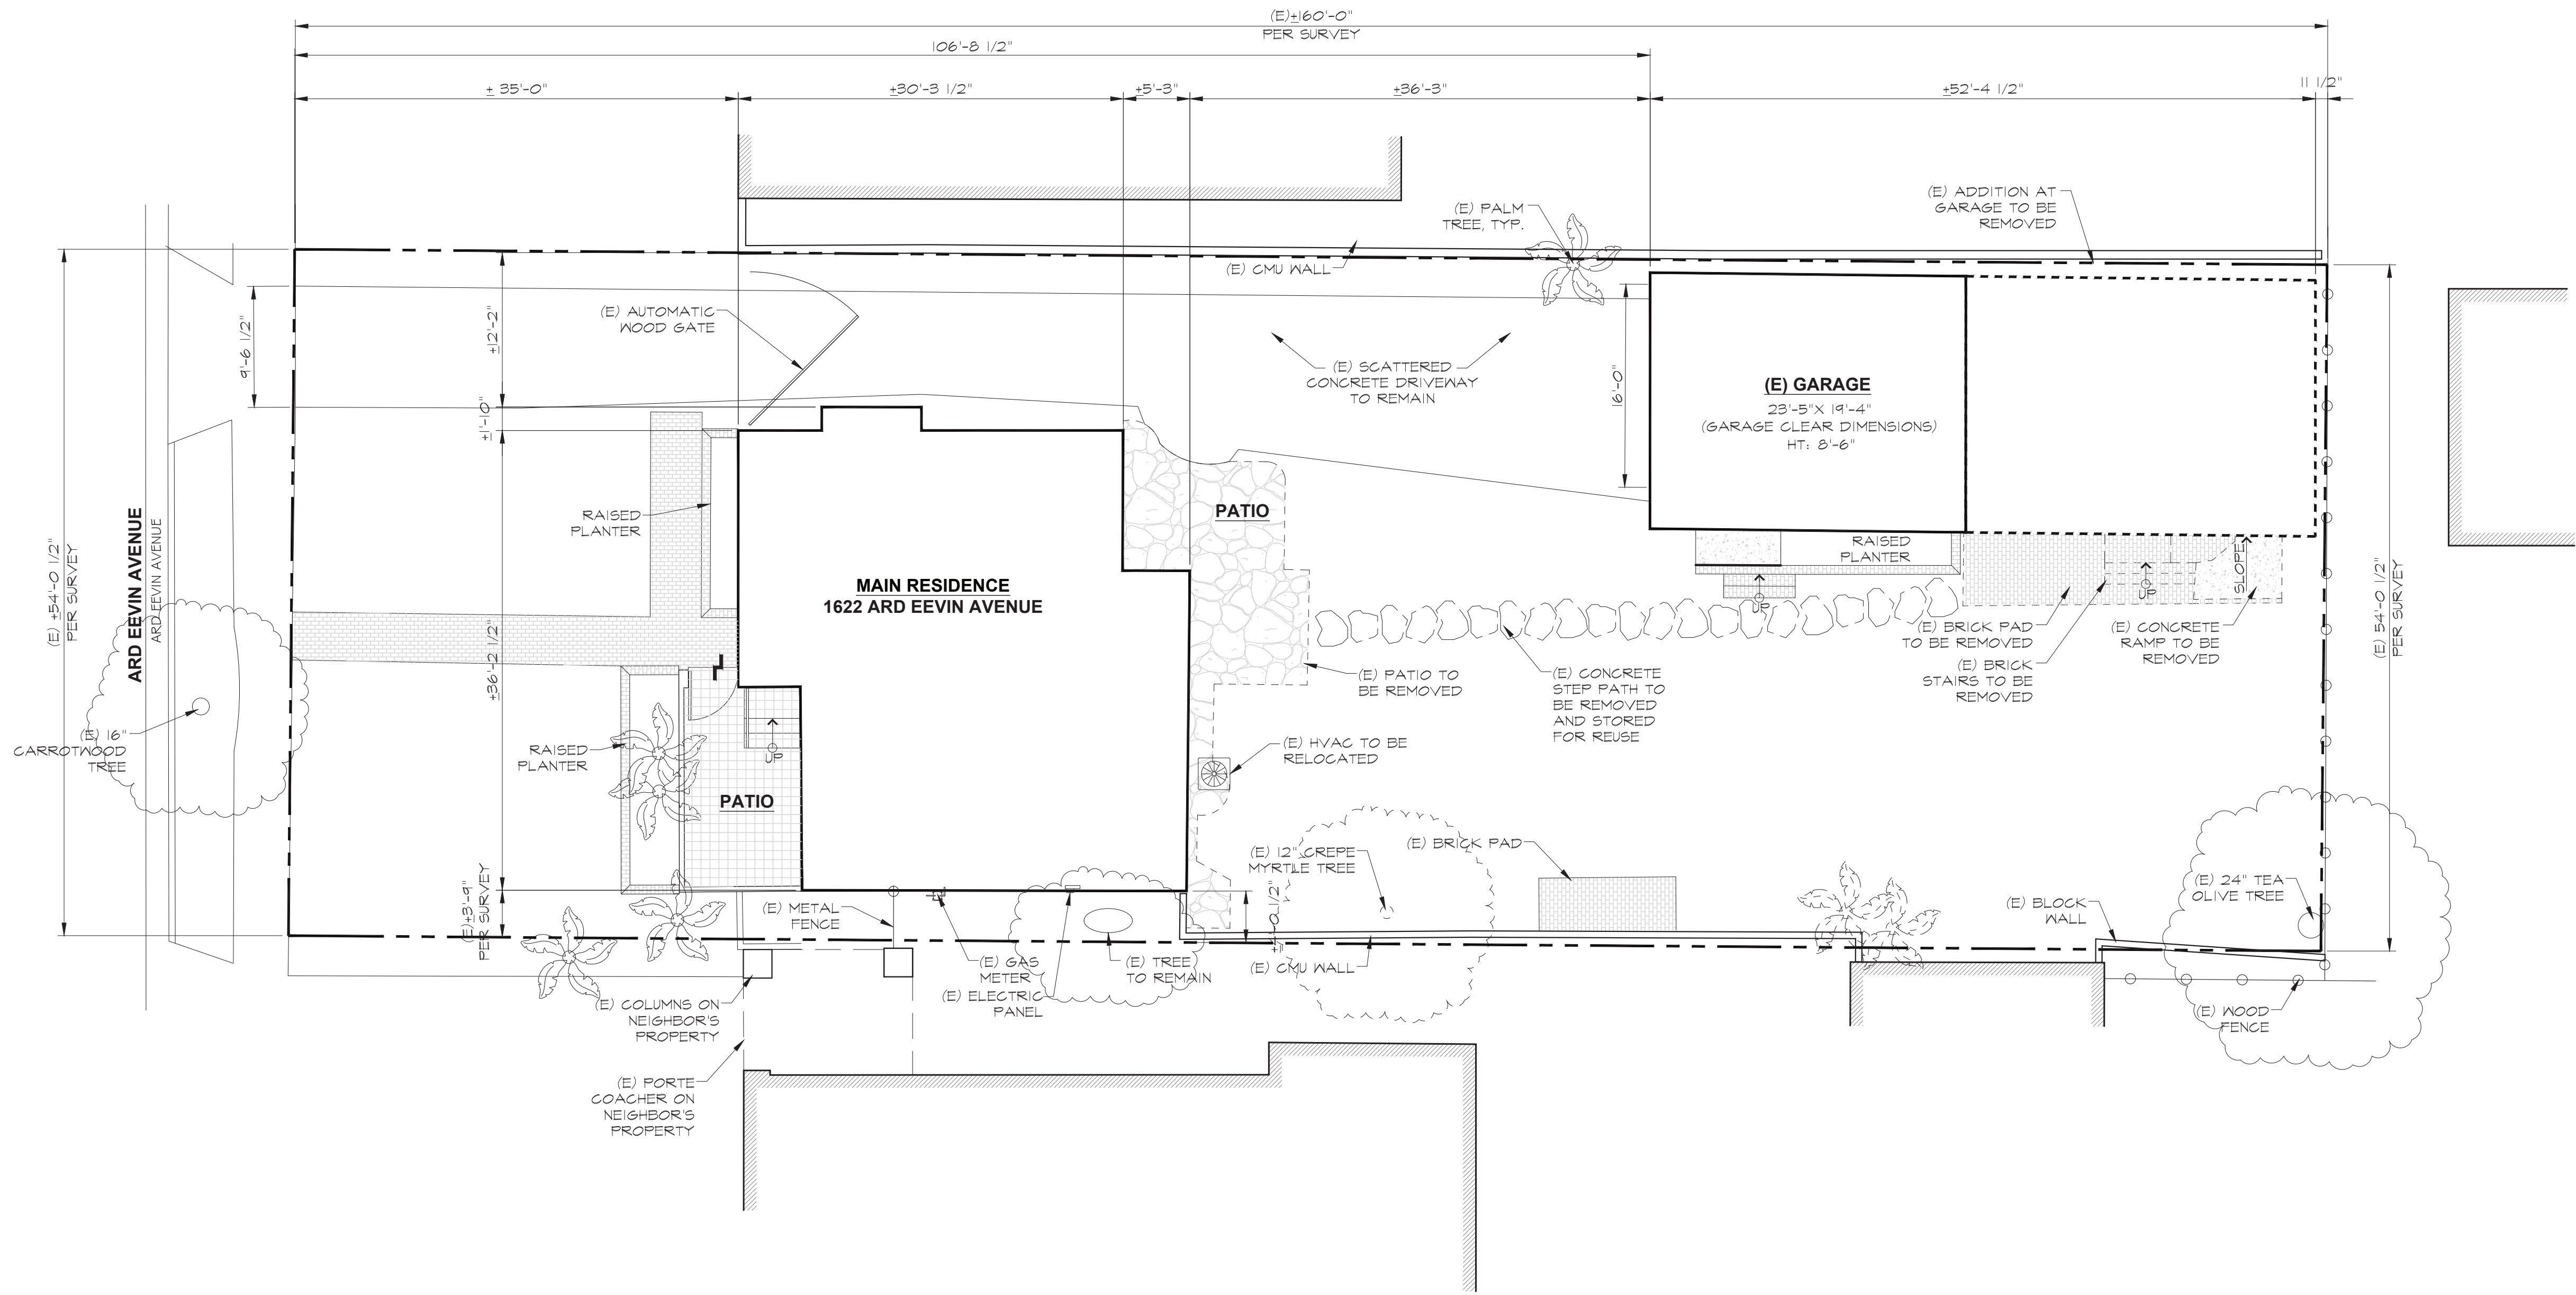 (E)±160'-0"
PER SURVEY
106'-8 1/2"
± 35'-0"
±30'-3 1/2"
±5'-3"
±36'-3"
±52'-4 1/2"
11 1/2"
(E) PALM
TREE, TYP.
(E) ADDITION AT
GARAGE TO BE
REMOVED
(E) CMU WALL
(E) AUTOMATIC
WOOD GATE
9'-6 1/2"
±12'-2"
±1'-10"
(E) SCATTERED
CONCRETE DRIVEWAY
TO REMAIN
16'-0"
(E) GARAGE
23'-5"X 19'-4"
(GARAGE CLEAR DIMENSIONS)
HT: 8'-6"
(E) ±54'-0 1/2"
PER SURVEY
ARD EEVIN AVENUE
ARD EEVIN AVENUE
RAISED
PLANTER
PATIO
MAIN RESIDENCE
1622 ARD EEVIN AVENUE
±36'-2 1/2"
RAISED
PLANTER
UP
UP
SLOPE
(E) 54'-0 1/2"
PER SURVEY
(E) BRICK PAD
TO BE REMOVED
(E) CONCRETE
RAMP TO BE
REMOVED
(E) BRICK
STAIRS TO BE
REMOVED
(E) PATIO TO
BE REMOVED
(E) CONCRETE
STEP PATH TO
BE REMOVED
AND STORED
FOR REUSE
(E) 16"
CARROTWOOD
TREE
RAISED
PLANTER
UP
PATIO
(E) HVAC TO BE
RELOCATED
(E) 12" CREPE
MYRTLE TREE
(E) BRICK PAD
(E)±3'-9"
PER SURVEY
(E) METAL
FENCE
(E) GAS
METER
(E) ELECTRIC
PANEL
(E) TREE
TO REMAIN
(E) CMU WALL
(E) BLOCK
WALL
(E) 24" TEA
OLIVE TREE
(E) WOOD
FENCE
(E) COLUMNS ON
NEIGHBOR'S
PROPERTY
(E) PORTE
COACHER ON
NEIGHBOR'S
PROPERTY